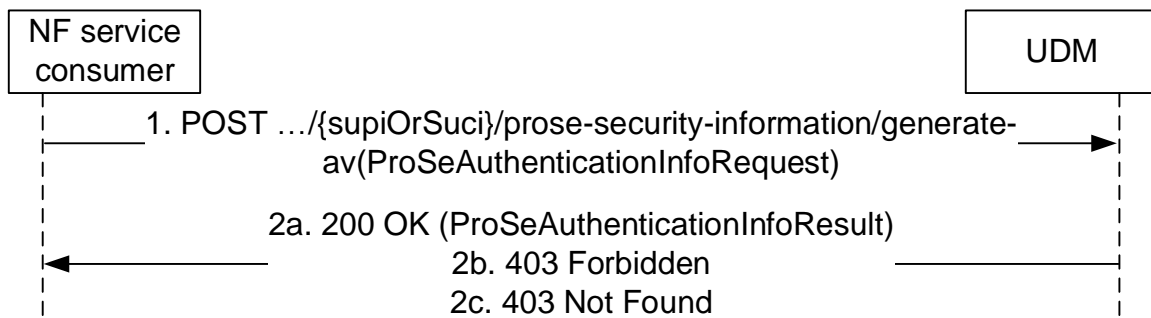 NF service
consumer
UDM
1. POST …/{supiOrSuci}/prose-security-information/generate-
av(ProSeAuthenticationInfoRequest)
2a. 200 OK (ProSeAuthenticationInfoResult)
2b. 403 Forbidden
2c. 403 Not Found